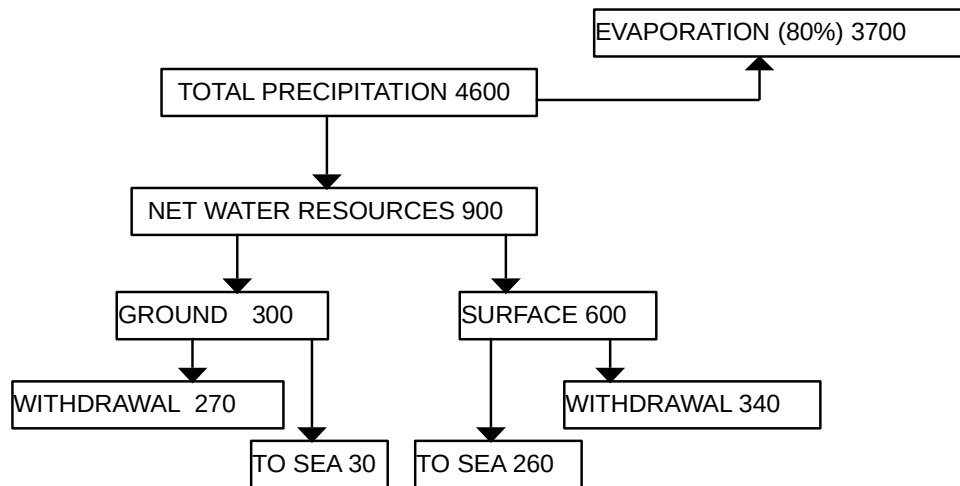 EVAPORATION (80%) 3700
TOTAL PRECIPITATION 4600
NET WATER RESOURCES 900
GROUND 300
SURFACE 600
WITHDRAWAL 270
WITHDRAWAL 340
TO SEA 30
TO SEA 260